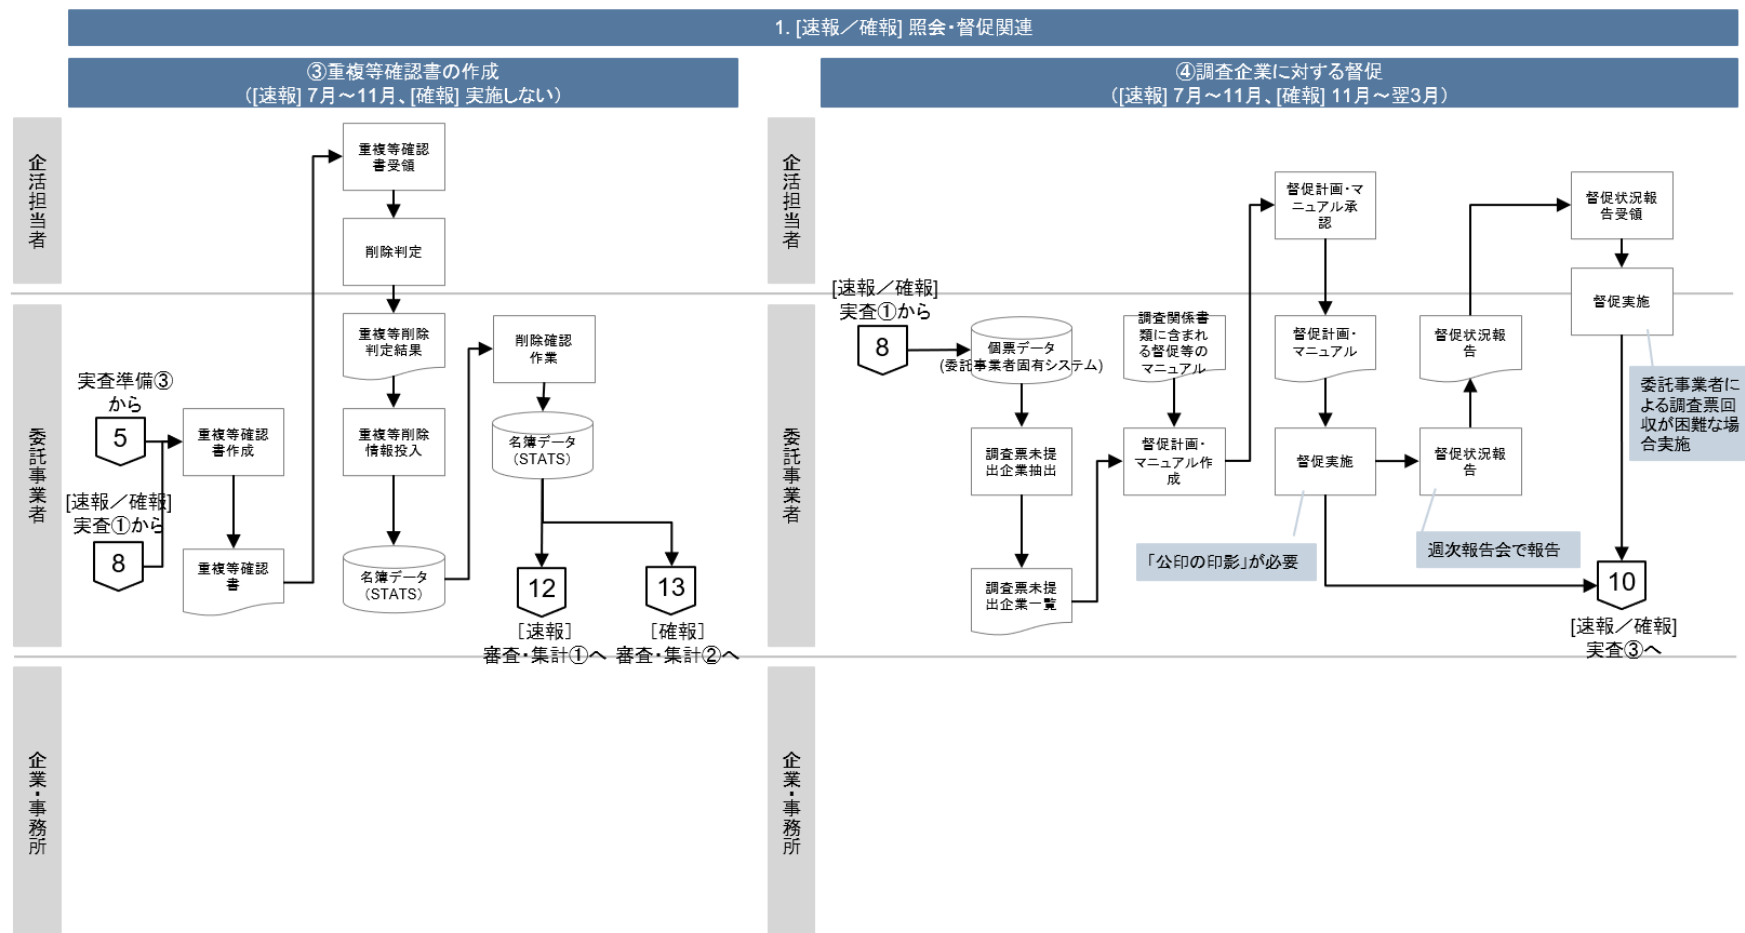 1. [速報／確報] 照会・督促関連
③重複等確認書の作成
（[速報] 7月～11月、[確報] 実施しない）
企活担当者
委託事業者
企業・事務所
重複等確認
書受領
削除判定
重複等削除
判定結果
重複等削除
情報投入
名簿データ
（STATS）
削除確認
作業
名簿データ
（STATS）
実査準備③
から
5
[速報／確報]
実査①から
8
重複等確認
書作成
重複等確認
書
12
［速報］
審査・集計①へ
13
［確報］
審査・集計②へ
④調査企業に対する督促
（[速報] 7月～11月、[確報] 11月～翌3月）
企活担当者
委託事業者
企業・事務所
[速報／確報]
実査①から
8
個票データ
(委託事業者固有システム)
調査票未提
出企業抽出
調査票未提
出企業一覧
調査関係書
類に含まれ
る督促等の
マニュアル
督促計画・
マニュアル作
成
督促計画・マ
ニュアル承
認
督促計画・
マニュアル
督促実施
「公印の印影」が必要
督促状況報
告
督促状況報
告
週次報告会で報告
督促状況報
告受領
督促実施
委託事業者に
よる調査票回
収が困難な場
合実施
10
[速報／確報]
実査③へ